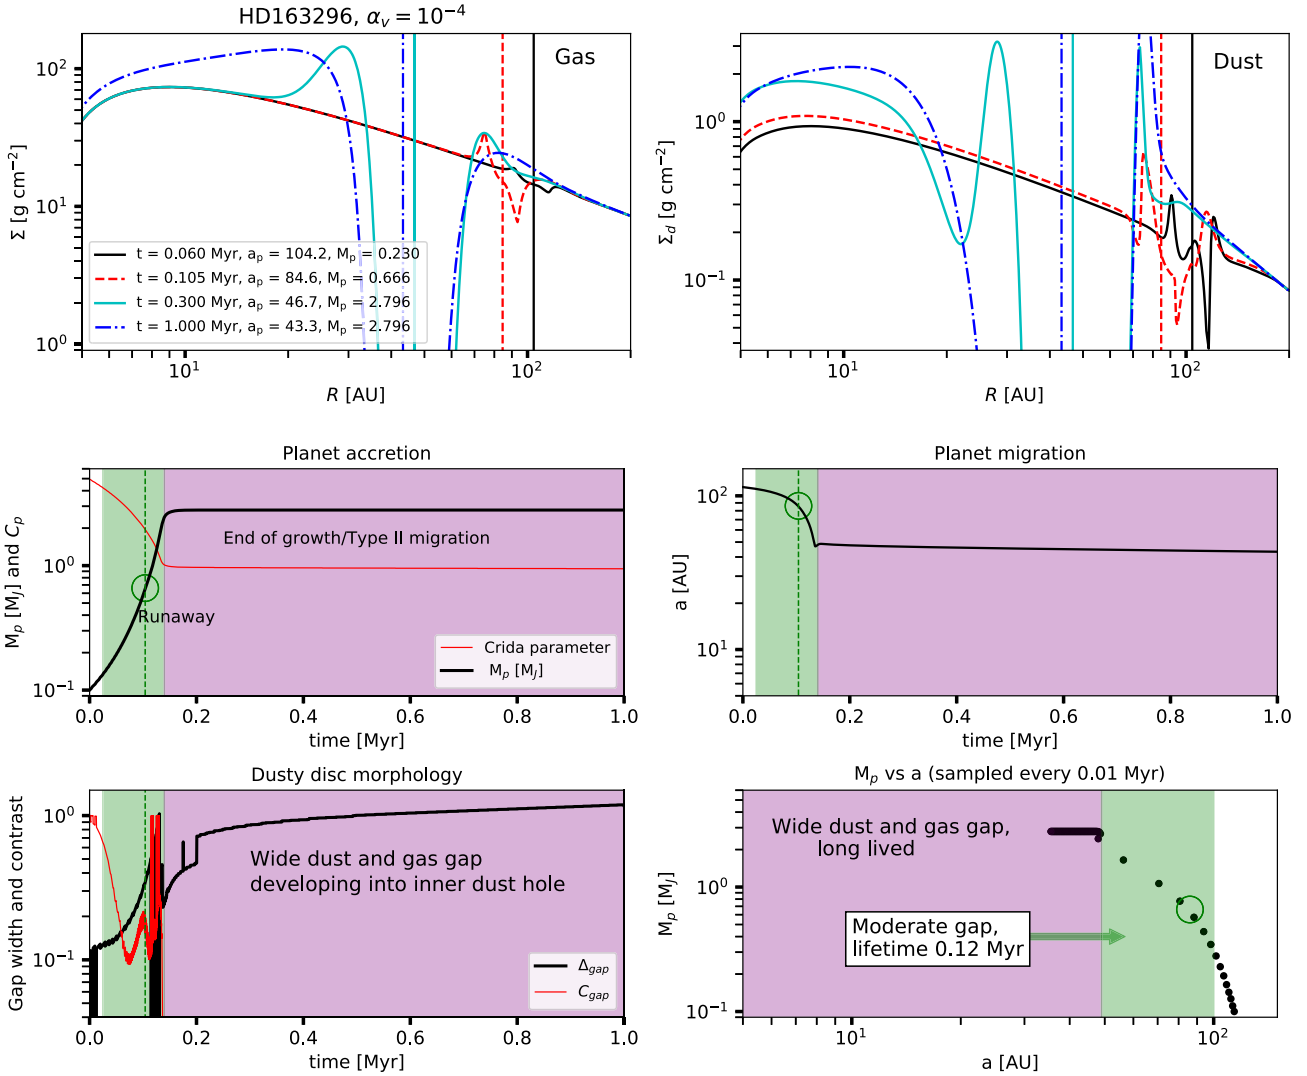 HD163296, αᵥ = 10⁻⁴
Gas
Σ [g cm⁻²]
10²
10¹
10⁰
t = 0.060 Myr, aₚ = 104.2, Mₚ = 0.230
t = 0.105 Myr, aₚ = 84.6, Mₚ = 0.666
t = 0.300 Myr, aₚ = 46.7, Mₚ = 2.796
t = 1.000 Myr, aₚ = 43.3, Mₚ = 2.796
10¹ 10²
R [AU]
Dust
Σ_d [g cm⁻²]
10⁰
10⁻¹
10¹ 10²
R [AU]
Planet accretion
Mₚ [M_J] and Cₚ
10⁰
10⁻¹
End of growth/Type II migration
Runaway
Crida parameter
Mₚ [M_J]
0.0 0.2 0.4 0.6 0.8 1.0
time [Myr]
Planet migration
a [AU]
10²
10¹
0.0 0.2 0.4 0.6 0.8 1.0
time [Myr]
Dusty disc morphology
Gap width and contrast
10⁰
10⁻¹
Wide dust and gas gap
developing into inner dust hole
Δ_gap
C_gap
0.0 0.2 0.4 0.6 0.8 1.0
time [Myr]
Mₚ vs a (sampled every 0.01 Myr)
Mₚ [M_J]
10⁰
10⁻¹
Wide dust and gas gap,
long lived
Moderate gap,
lifetime 0.12 Myr
10¹ 10²
a [AU]